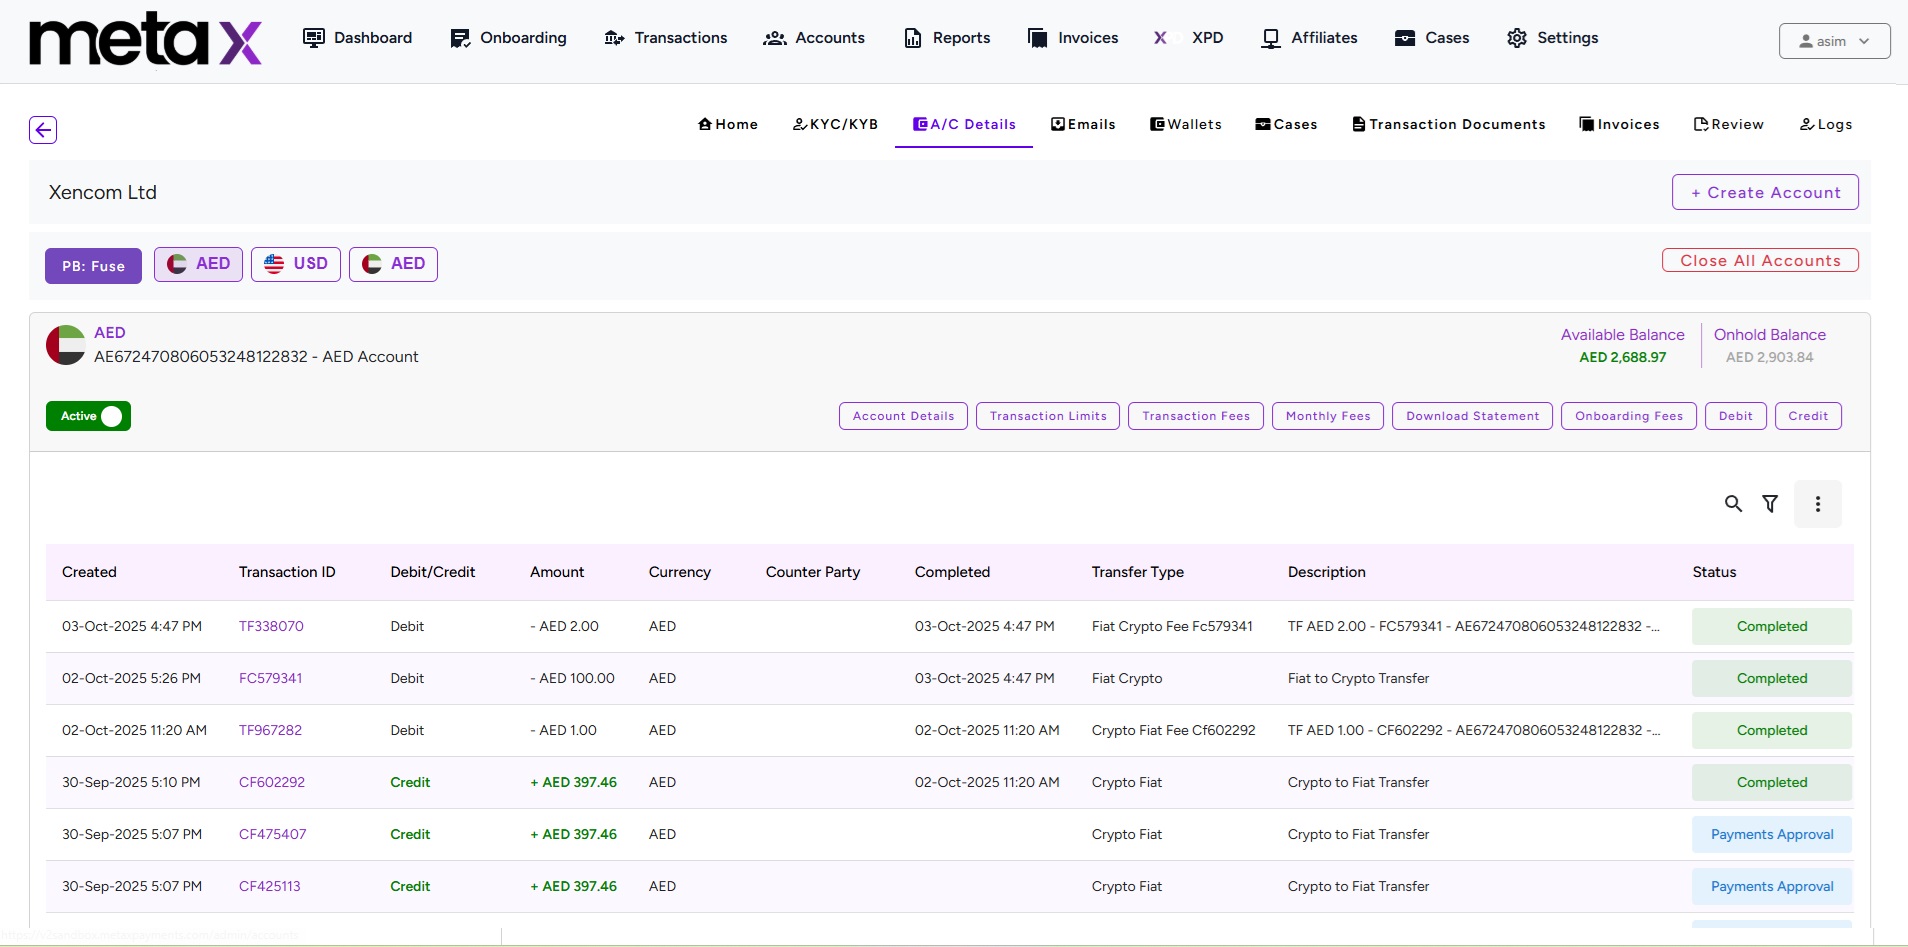 meta X
Dashboard Onboarding Transactions Accounts Reports Invoices XPD Affiliates Cases Settings asim
Home KYC/KYB A/C Details Emails Wallets Cases Transaction Documents Invoices Review Logs
Xencom Ltd + Create Account
PB: Fuse AED USD AED Close All Accounts
AED Available Balance Onhold Balance
AE672470806053248122832 - AED Account AED 2,688.97 AED 2,903.84
Active Account Details Transaction Limits Transaction Fees Monthly Fees Download Statement Onboarding Fees Debit Credit
Created Transaction ID Debit/Credit Amount Currency Counter Party Completed Transfer Type Description Status
03-Oct-2025 4:47 PM TF338070 Debit - AED 2.00 AED 03-Oct-2025 4:47 PM Fiat Crypto Fee Fc579341 TF AED 2.00 - FC579341 - AE672470806053248122832 -... Completed
02-Oct-2025 5:26 PM FC579341 Debit - AED 100.00 AED 03-Oct-2025 4:47 PM Fiat Crypto Fiat to Crypto Transfer Completed
02-Oct-2025 11:20 AM TF967282 Debit - AED 1.00 AED 02-Oct-2025 11:20 AM Crypto Fiat Fee Cf602292 TF AED 1.00 - CF602292 - AE672470806053248122832 -... Completed
30-Sep-2025 5:10 PM CF602292 Credit + AED 397.46 AED 02-Oct-2025 11:20 AM Crypto Fiat Crypto to Fiat Transfer Completed
30-Sep-2025 5:07 PM CF475407 Credit + AED 397.46 AED Crypto Fiat Crypto to Fiat Transfer Payments Approval
30-Sep-2025 5:07 PM CF425113 Credit + AED 397.46 AED Crypto Fiat Crypto to Fiat Transfer Payments Approval